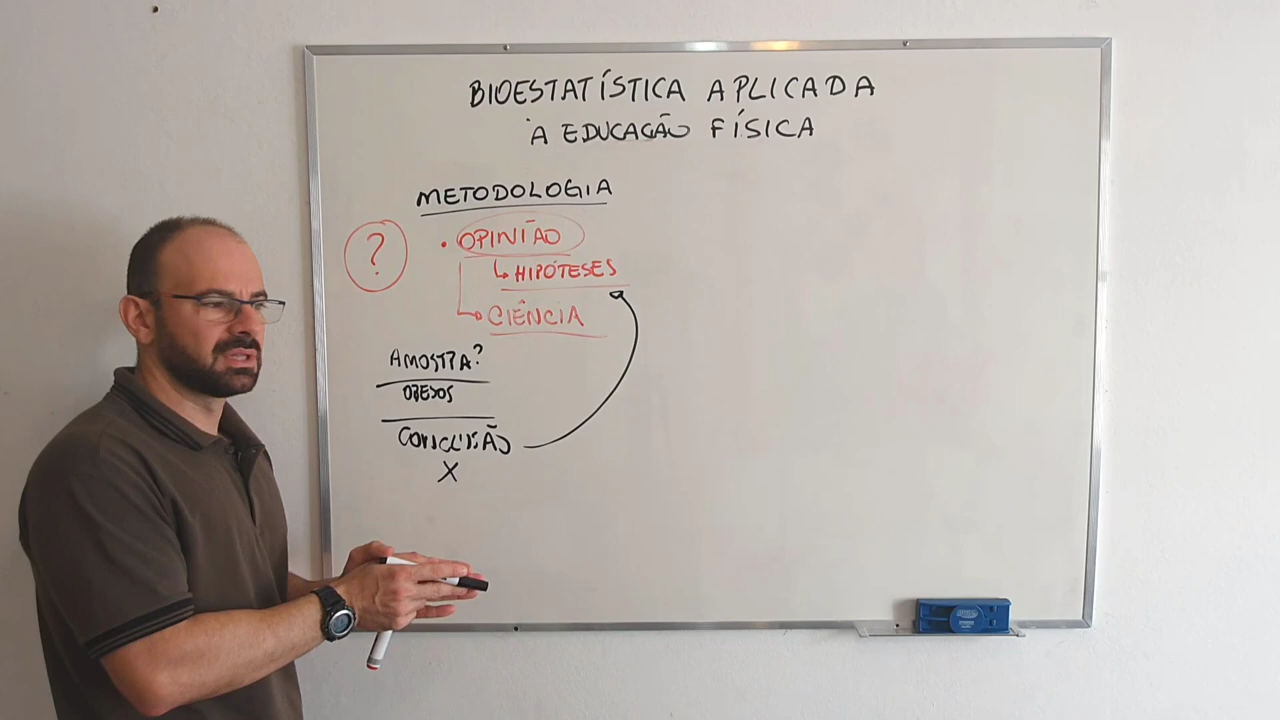 BIOESTATÍSTICA APLICADA
À EDUCAÇÃO FÍSICA
METODOLOGIA
?
• OPINIÃO
HIPÓTESES
CIÊNCIA
AMOSTRA?
OBESOS
CONCLUSÃO
X